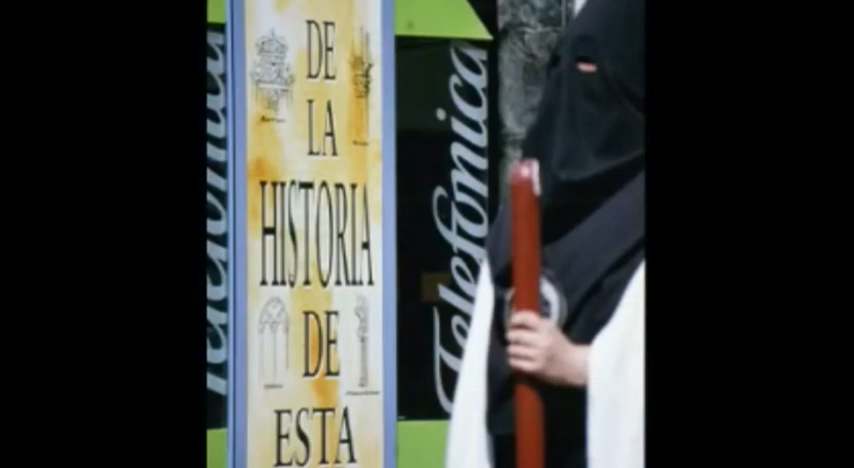 DE
LA
HISTORIA
DE
ESTA
Telefónica